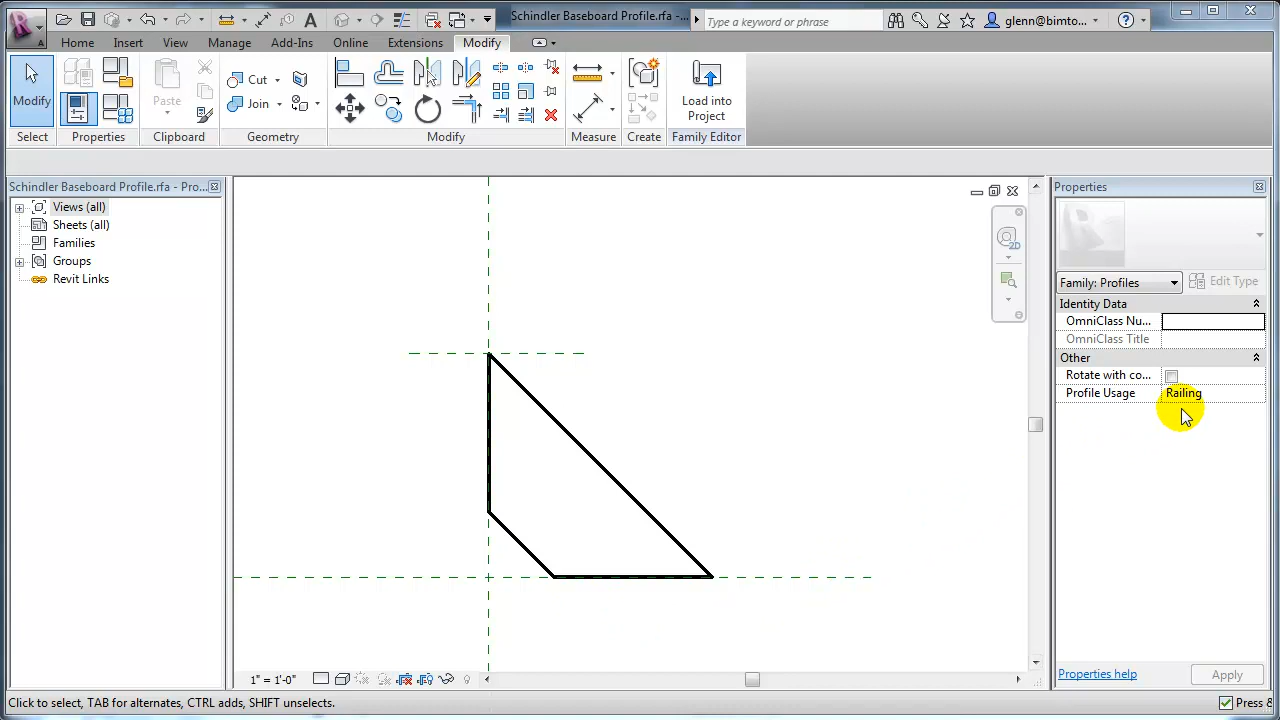 Schindler Baseboard Profile.rfa -...
Type a keyword or phrase
glenn@bimto...
Home Insert View Manage Add-Ins Online Extensions Modify
Modify
Paste
Cut
Join
Load into
Project
Select Properties Clipboard Geometry Modify Measure Create Family Editor
Schindler Baseboard Profile.rfa - Pro...
Views (all)
Sheets (all)
Families
Groups
Revit Links
2D
Properties
Family: Profiles
Edit Type
Identity Data
OmniClass Nu...
OmniClass Title
Other
Rotate with co...
Profile Usage Railing
Properties help
Apply
1" = 1'-0"
Click to select, TAB for alternates, CTRL adds, SHIFT unselects.
Press &